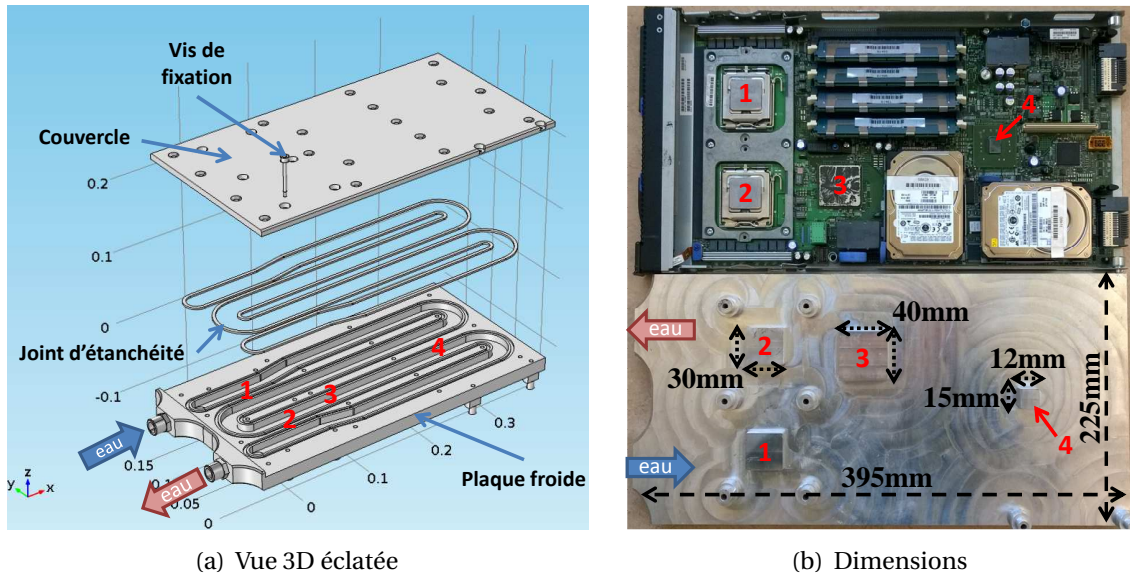 Vis de
fixation
Couvercle
0.2
0.1
0
Joint d'étanchéité
-0.1
1
2
3
4
eau
eau
0.15
0.05
0
0
0.1
0.2
0.3
Plaque froide
z
y
x
1
2
3
4
eau
eau
2
30mm
40mm
3
12mm
15mm
4
225mm
1
395mm
(a) Vue 3D éclatée
(b) Dimensions